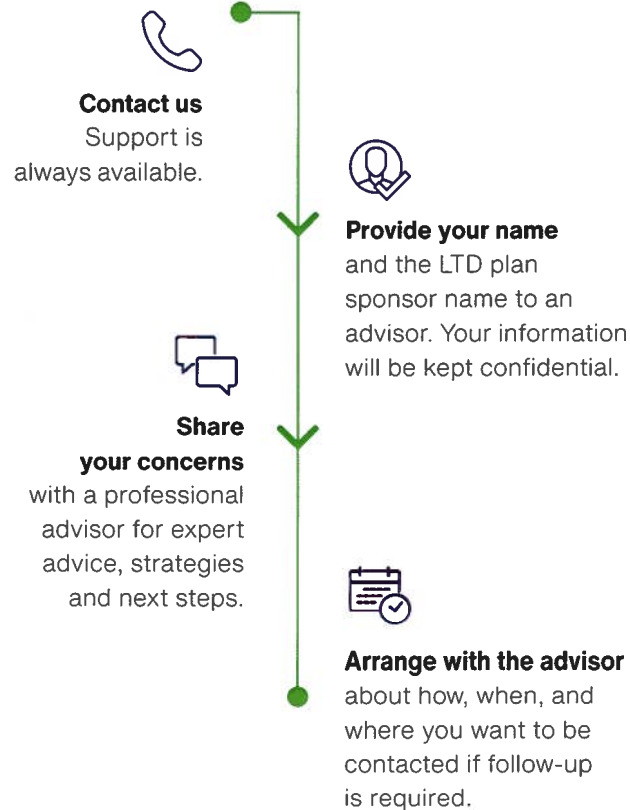 Contact us
Support is
always available.
Provide your name
and the LTD plan
sponsor name to an
advisor. Your information
will be kept confidential.
Share
your concerns
with a professional
advisor for expert
advice, strategies
and next steps.
Arrange with the advisor
about how, when, and
where you want to be
contacted if follow-up
is required.